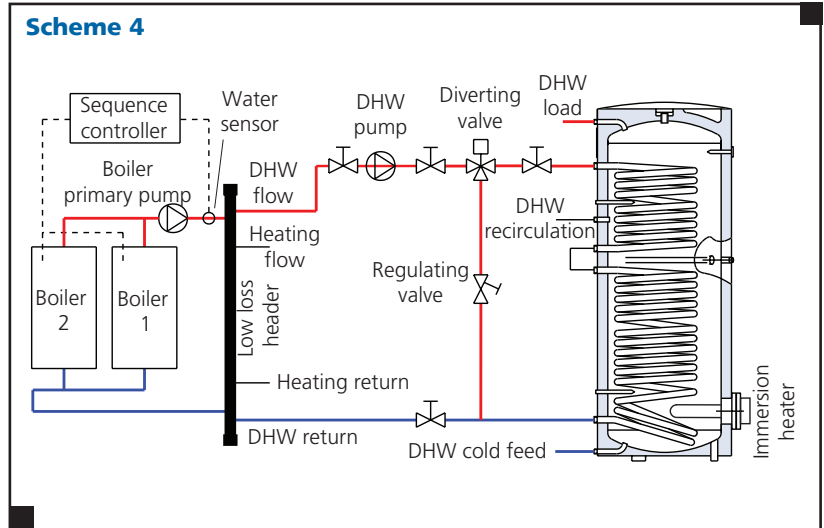 Scheme 4
Sequence
controller
Water
sensor
DHW
pump
Diverting
valve
DHW
load
Boiler
primary pump
DHW
flow
Heating
flow
DHW
recirculation
Regulating
valve
Boiler
2
Boiler
1
Low loss
header
Heating return
DHW return
DHW cold feed
Immersion
heater